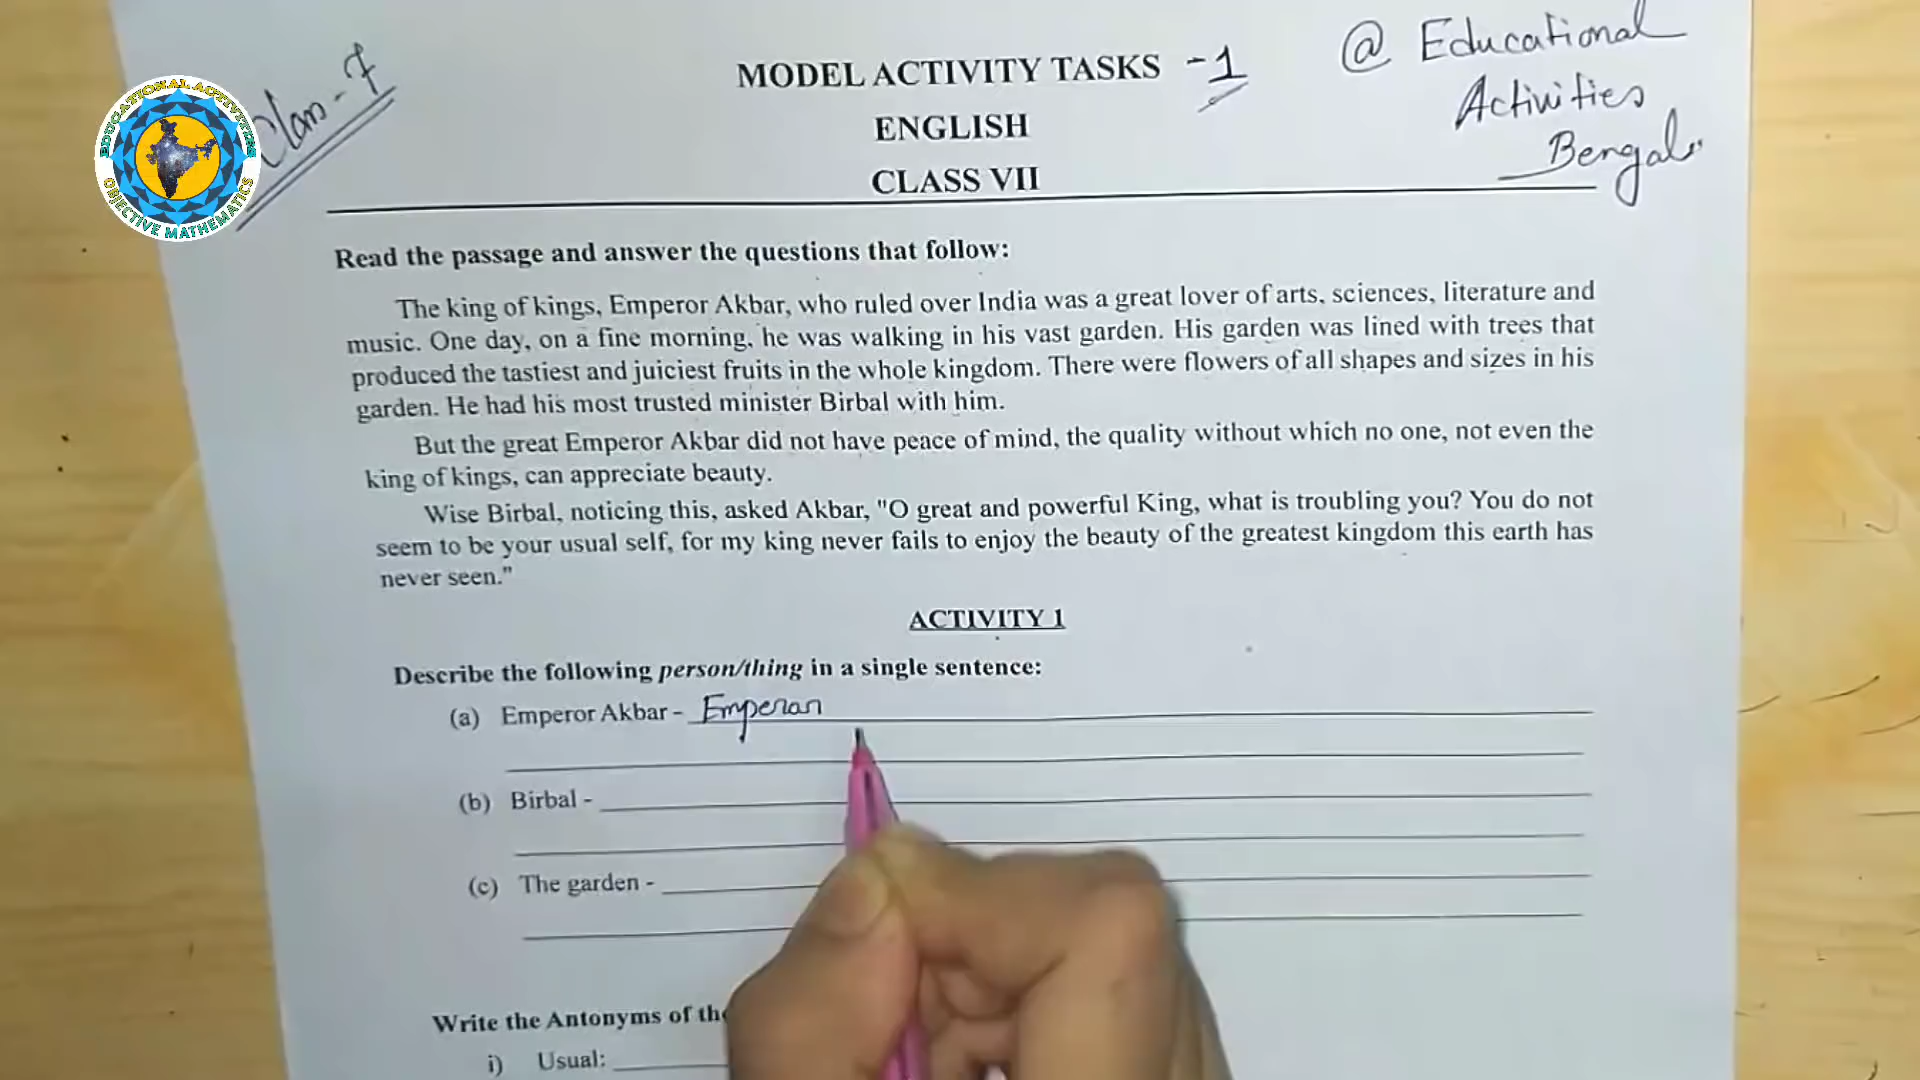 Class - 7
EDUCATIONAL ACTIVITIES
OBJECTIVE MATHEMATICS
MODEL ACTIVITY TASKS - 1
@ Educational
Activities
Bengal
ENGLISH
CLASS VII
Read the passage and answer the questions that follow:
The king of kings, Emperor Akbar, who ruled over India was a great lover of arts, sciences, literature and
music. One day, on a fine morning, he was walking in his vast garden. His garden was lined with trees that
produced the tastiest and juiciest fruits in the whole kingdom. There were flowers of all shapes and sizes in his
garden. He had his most trusted minister Birbal with him.
But the great Emperor Akbar did not have peace of mind, the quality without which no one, not even the
king of kings, can appreciate beauty.
Wise Birbal, noticing this, asked Akbar, "O great and powerful King, what is troubling you? You do not
seem to be your usual self, for my king never fails to enjoy the beauty of the greatest kingdom this earth has
never seen."
ACTIVITY 1
Describe the following person/thing in a single sentence:
(a) Emperor Akbar - Emperor
(b) Birbal -
(c) The garden -
Write the Antonyms of the
i) Usual: